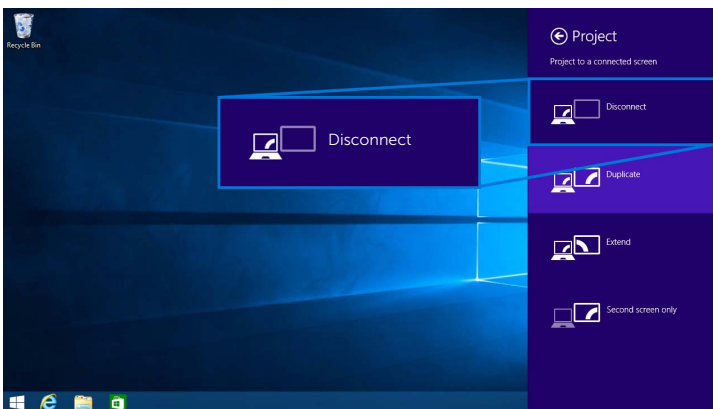 Recycle Bin
Project
Project to a connected screen
Disconnect
Disconnect
Duplicate
Extend
Second screen only